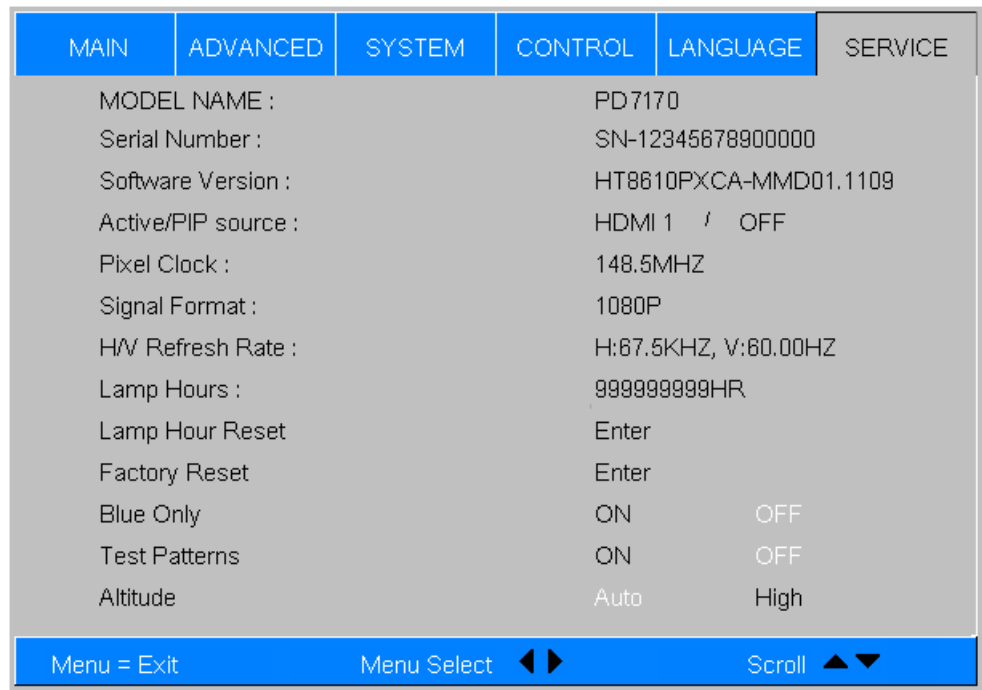 MAIN ADVANCED SYSTEM CONTROL LANGUAGE SERVICE
MODEL NAME : PD7170
Serial Number : SN-12345678900000
Software Version : HT8610PXCA-MMD01.1109
Active/PIP source : HDMI 1 / OFF
Pixel Clock : 148.5MHZ
Signal Format : 1080P
H/V Refresh Rate : H:67.5KHZ, V:60.00HZ
Lamp Hours : 999999999HR
Lamp Hour Reset Enter
Factory Reset Enter
Blue Only ON OFF
Test Patterns ON OFF
Altitude Auto High
Menu = Exit Menu Select Scroll